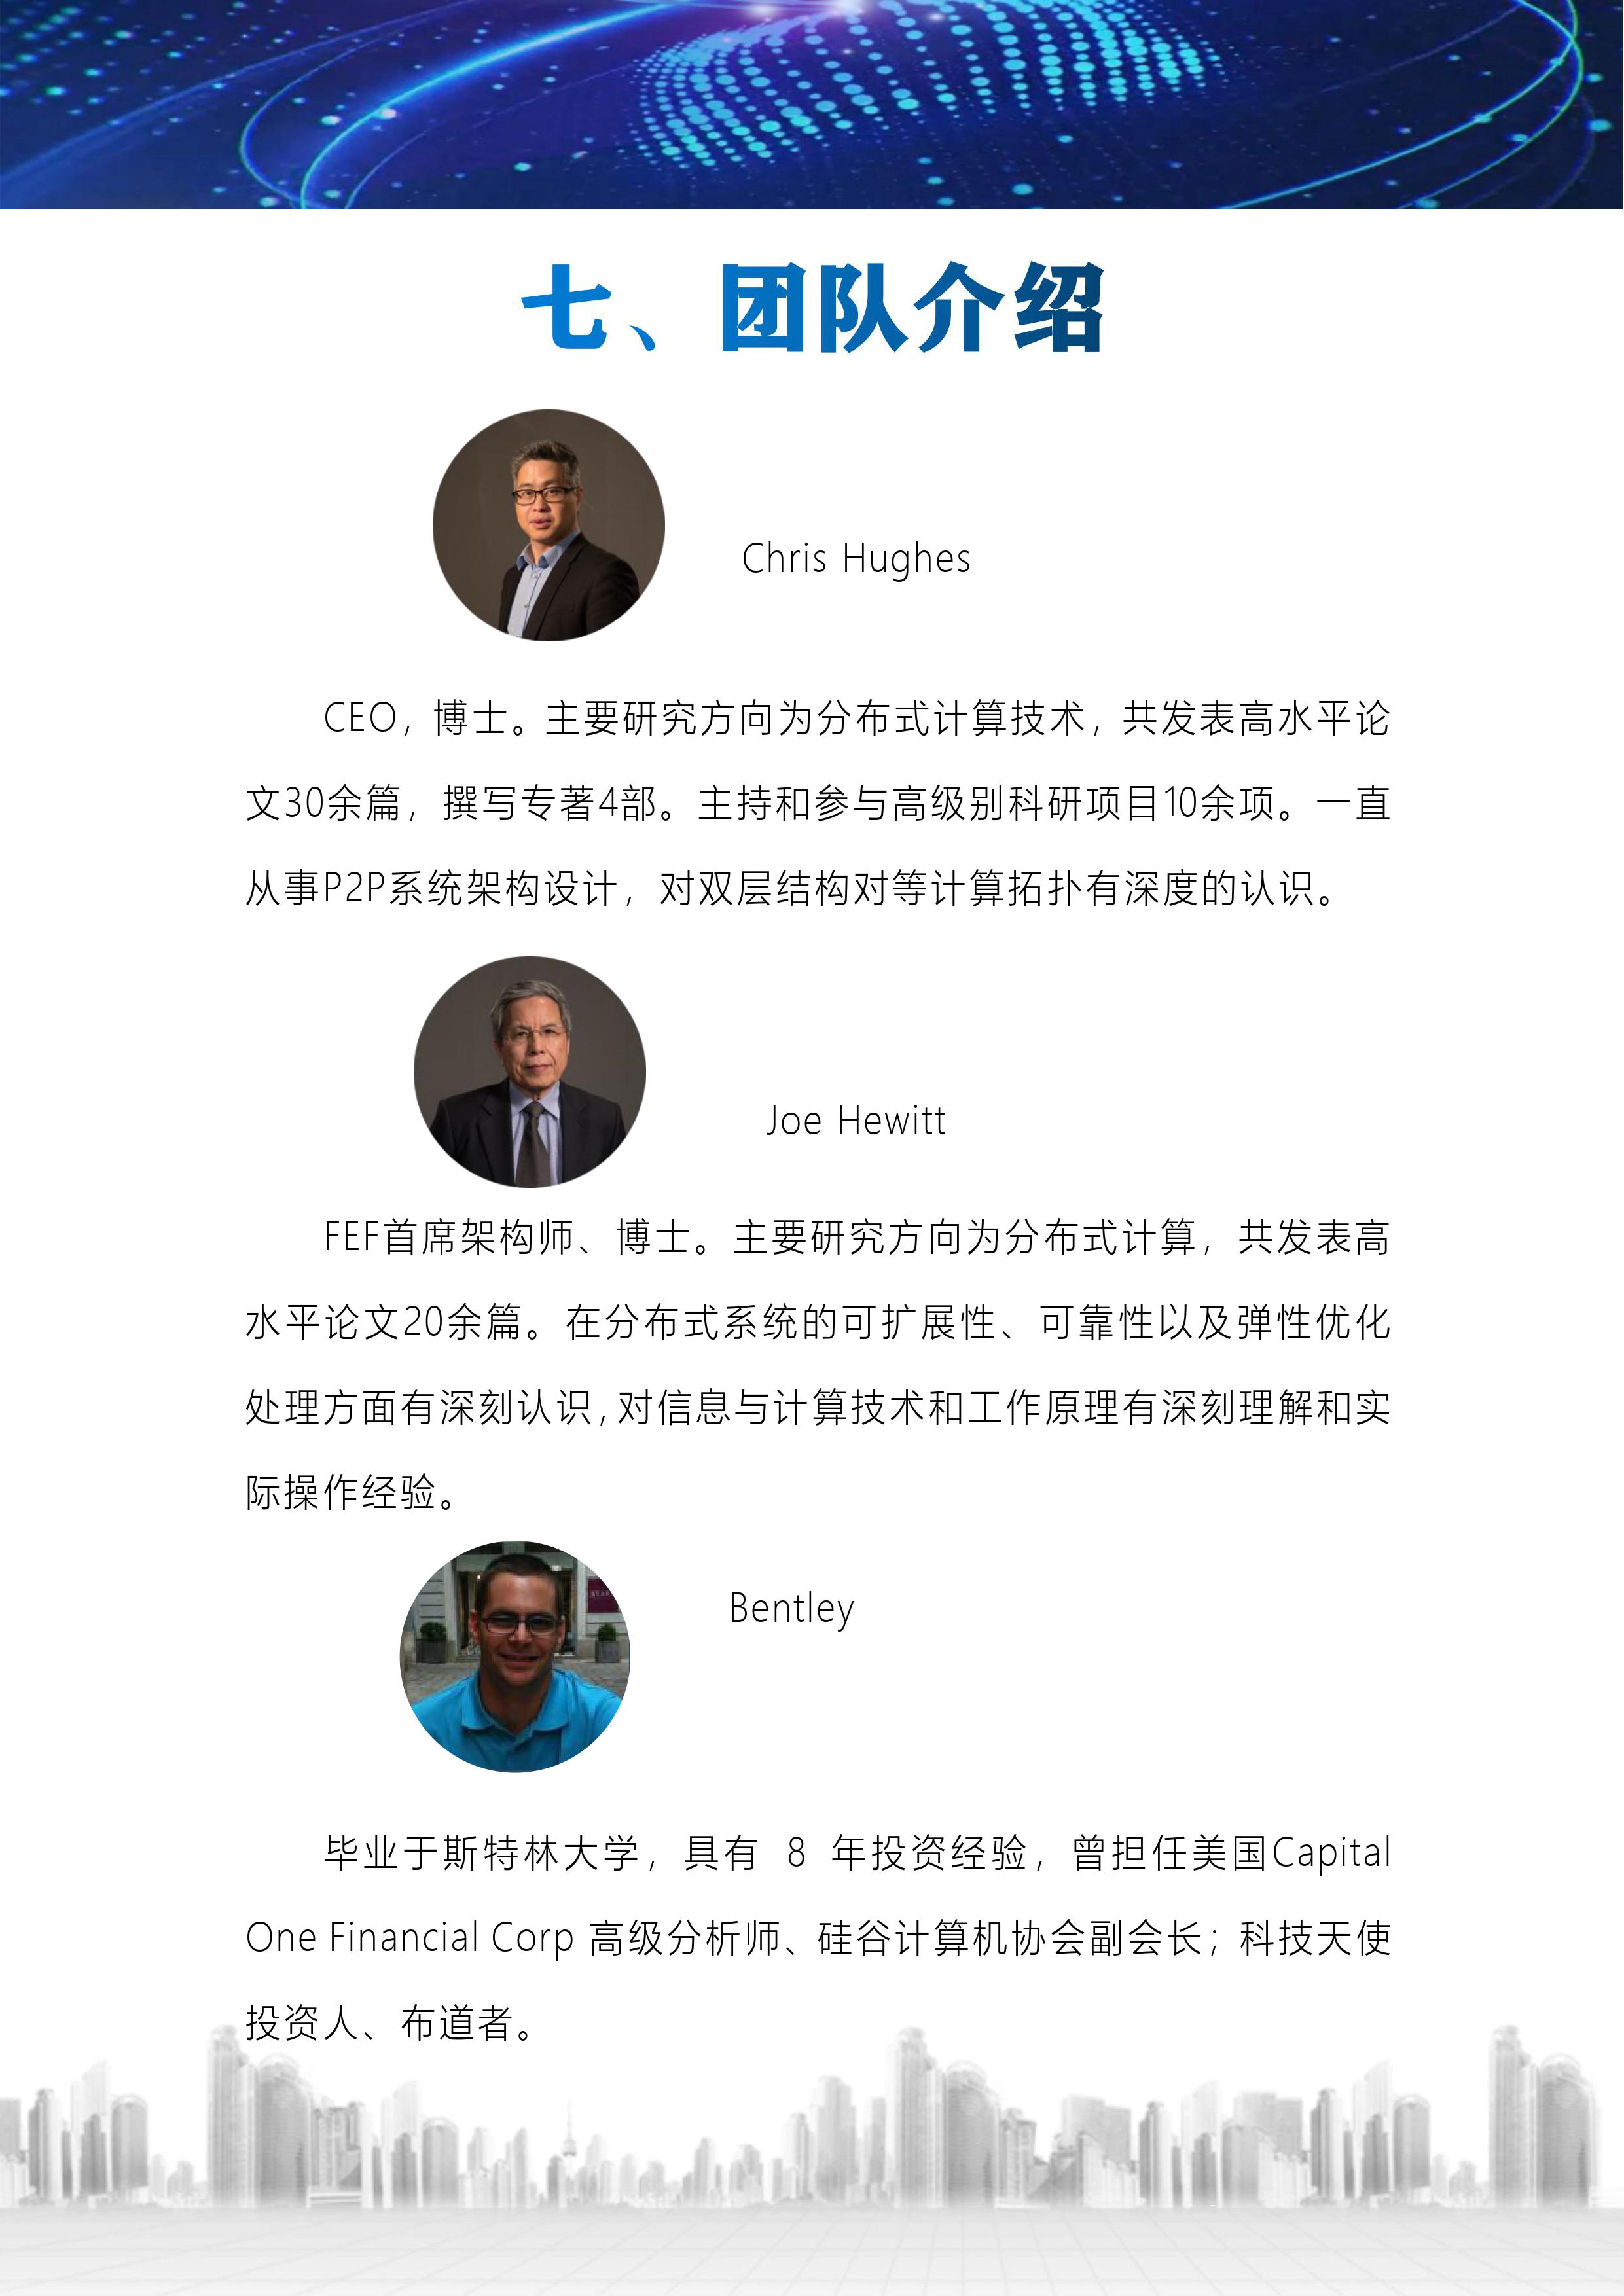 七、团队介绍
Chris Hughes
CEO，博士。主要研究方向为分布式计算技术，共发表高水平论
文30余篇，撰写专著4部。主持和参与高级别科研项目10余项。一直
从事P2P系统架构设计，对双层结构对等计算拓扑有深度的认识。
Joe Hewitt
FEF首席架构师、博士。主要研究方向为分布式计算，共发表高
水平论文20余篇。在分布式系统的可扩展性、可靠性以及弹性优化
处理方面有深刻认识,对信息与计算技术和工作原理有深刻理解和实
际操作经验。
Bentley
毕业于斯特林大学，具有 8 年投资经验，曾担任美国Capital
One Financial Corp 高级分析师、硅谷计算机协会副会长；科技天使
投资人、布道者。